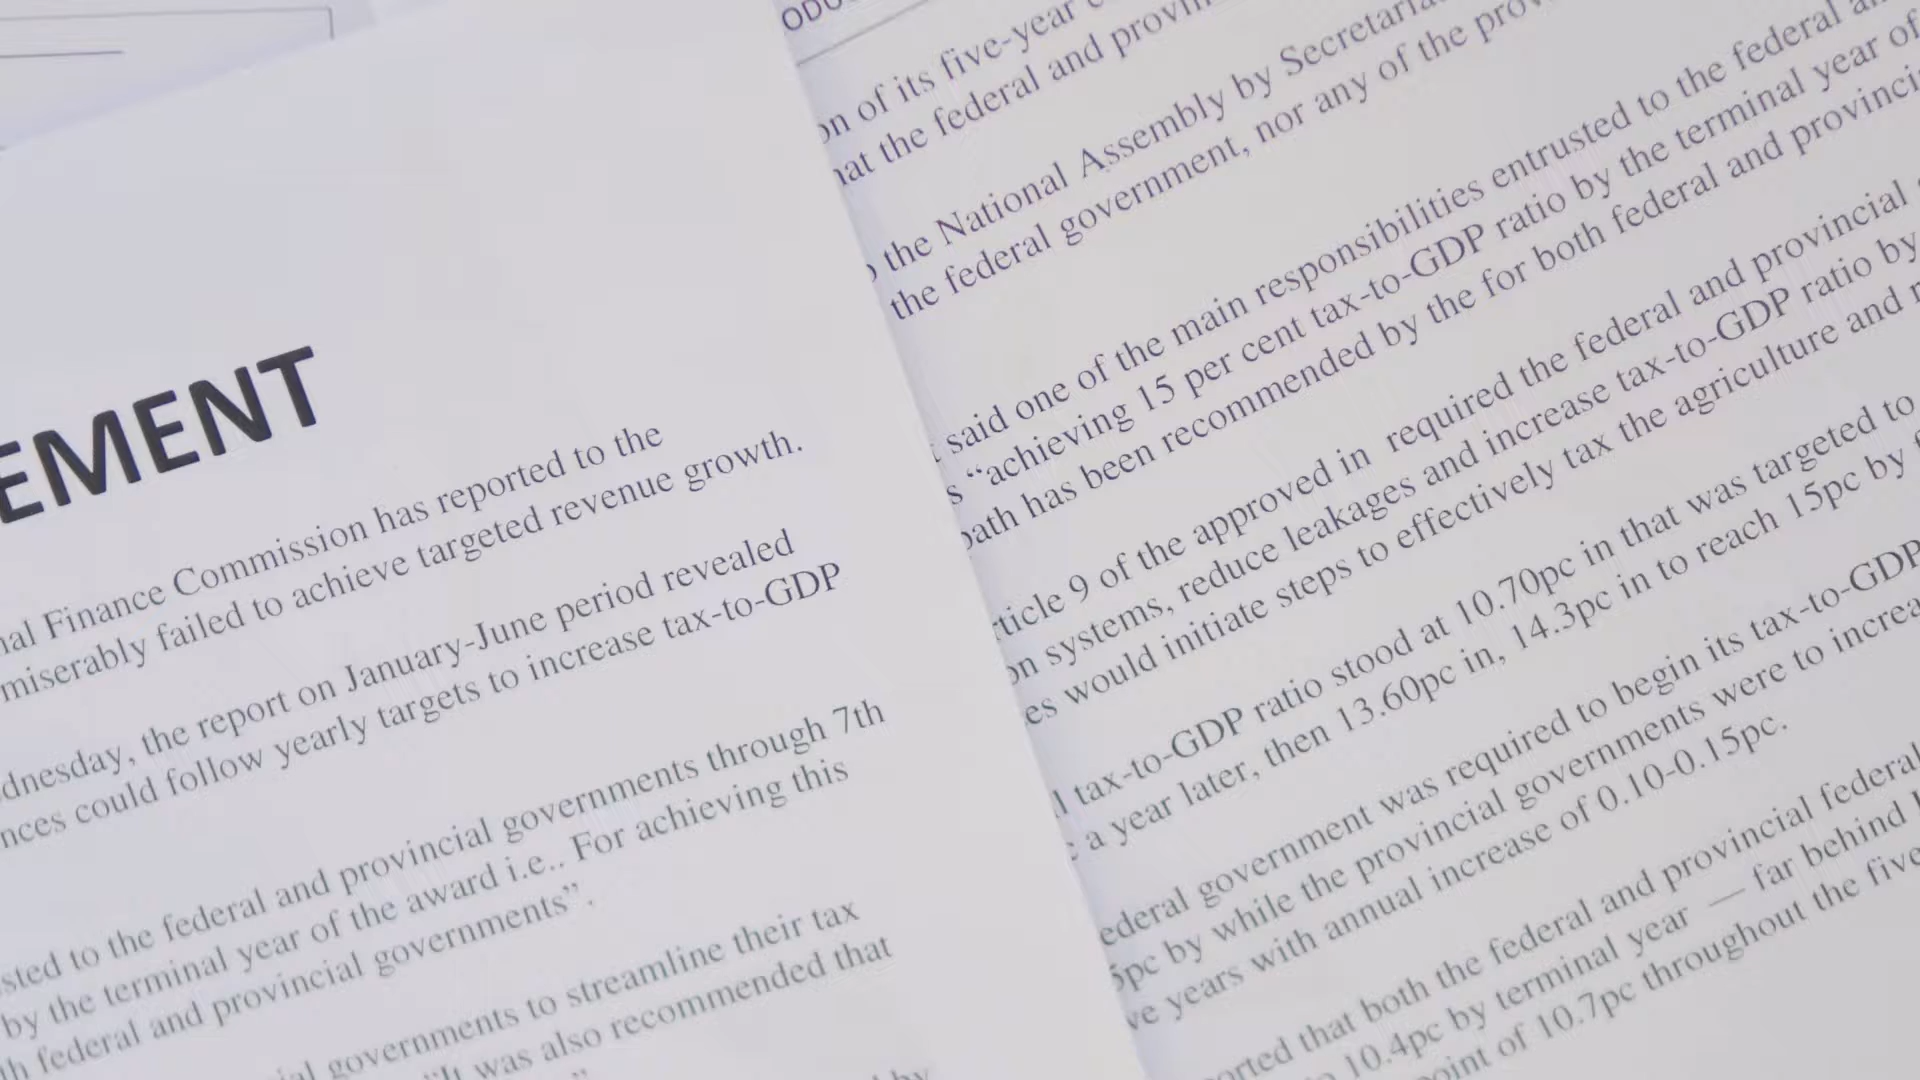 EMENT
nal Finance Commission has reported to the
miserably failed to achieve targeted revenue growth.
dnesday, the report on January-June period revealed
nces could follow yearly targets to increase tax-to-GDP
sted to the federal and provincial governments through 7th
by the terminal year of the award i.e.. For achieving this
th federal and provincial governments”.
ial governments to streamline their tax
“It was also recommended that
by
on of its five-year
hat the federal and provin
o the National Assembly by Secretaria
the federal government, nor any of the prov
t said one of the main responsibilities entrusted to the federal an
s “achieving 15 per cent tax-to-GDP ratio by the terminal year of
path has been recommended by the for both federal and provinci
rticle 9 of the approved in required the federal and provincial
on systems, reduce leakages and increase tax-to-GDP ratio by
es would initiate steps to effectively tax the agriculture and r
l tax-to-GDP ratio stood at 10.70pc in that was targeted to
c a year later, then 13.60pc in, 14.3pc in to reach 15pc by
ederal government was required to begin its tax-to-GDP
5pc by while the provincial governments were to increa
ve years with annual increase of 0.10-0.15pc.
orted that both the federal and provincial federal
10.4pc by terminal year — far behind
oint of 10.7pc throughout the five